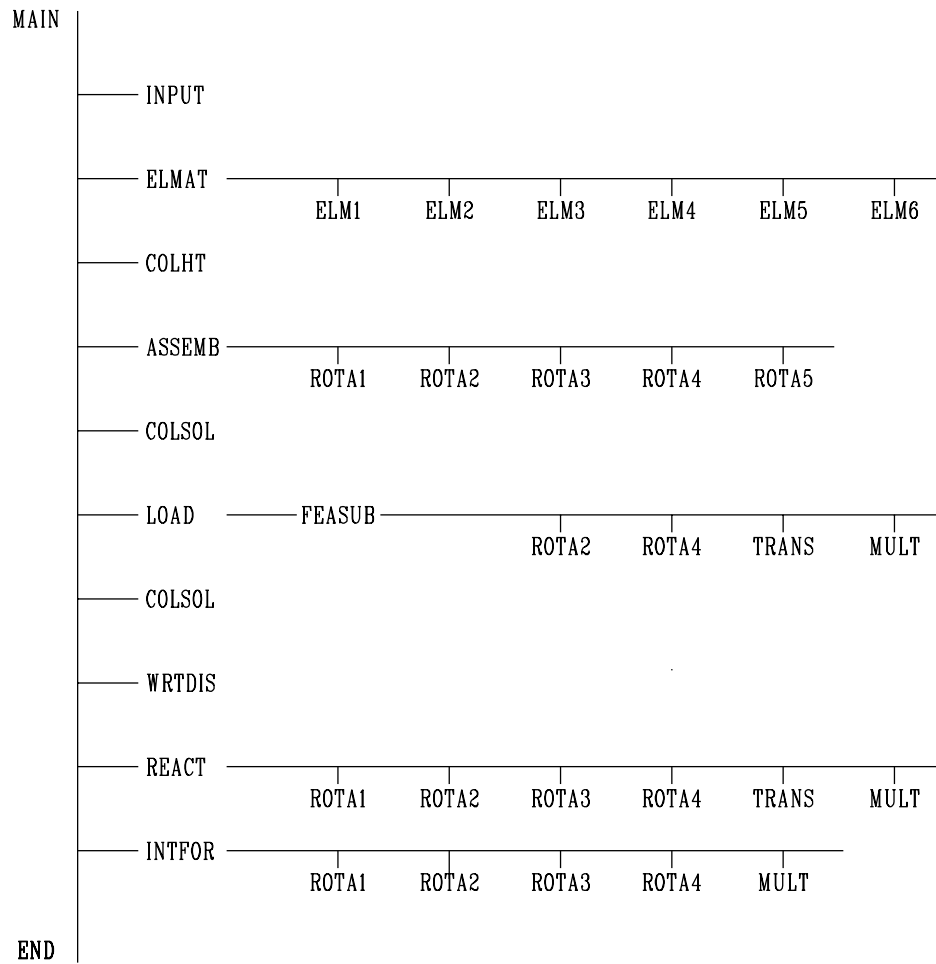 MAIN
INPUT
ELMAT
ELM1 ELM2 ELM3 ELM4 ELM5 ELM6
COLHT
ASSEMB
ROTA1 ROTA2 ROTA3 ROTA4 ROTA5
COLSOL
LOAD FEASUB
ROTA2 ROTA4 TRANS MULT
COLSOL
WRTDIS
REACT
ROTA1 ROTA2 ROTA3 ROTA4 TRANS MULT
INTFOR
ROTA1 ROTA2 ROTA3 ROTA4 MULT
END